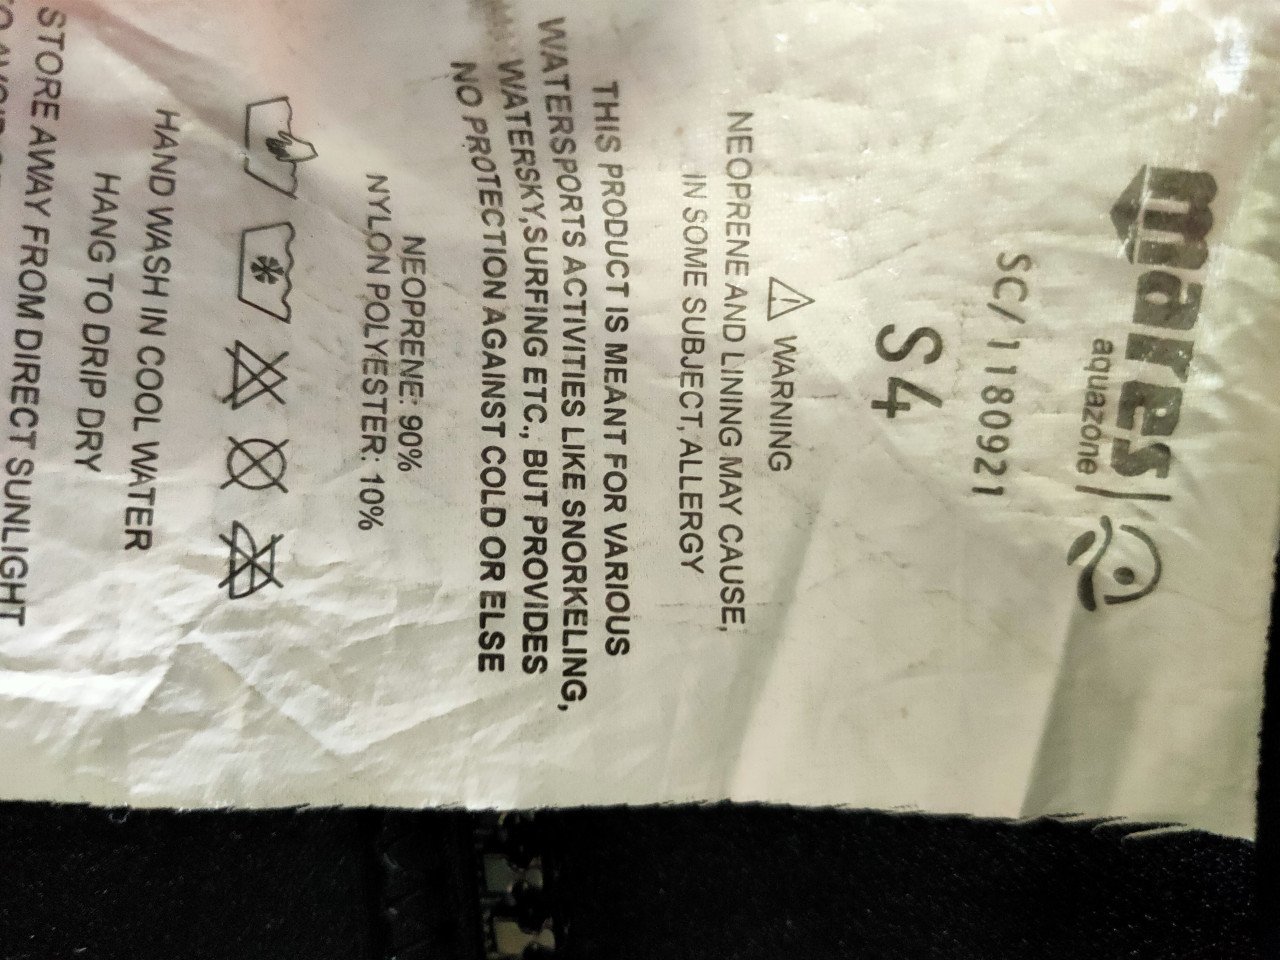 mares
aquazone
SC/1180921
S4
WARNING
NEOPRENE AND LINING MAY CAUSE,
IN SOME SUBJECT, ALLERGY
THIS PRODUCT IS MEANT FOR VARIOUS
WATERSPORTS ACTIVITIES LIKE SNORKELING,
WATERSKY,SURFING ETC., BUT PROVIDES
NO PROTECTION AGAINST COLD OR ELSE
NEOPRENE: 90%
NYLON POLYESTER: 10%
HAND WASH IN COOL WATER
HANG TO DRIP DRY
STORE AWAY FROM DIRECT SUNLIGHT